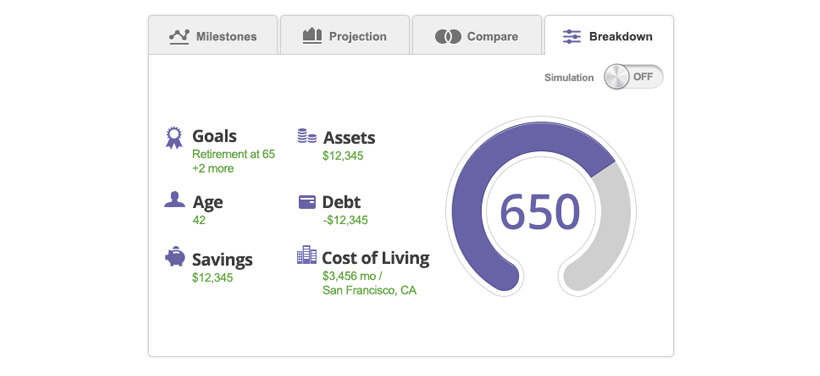 Milestones
Projection
Compare
Breakdown
Simulation
OFF
Goals
Retirement at 65
+2 more
Assets
$12,345
Age
42
Debt
-$12,345
Savings
$12,345
Cost of Living
$3,456 mo /
San Francisco, CA
650